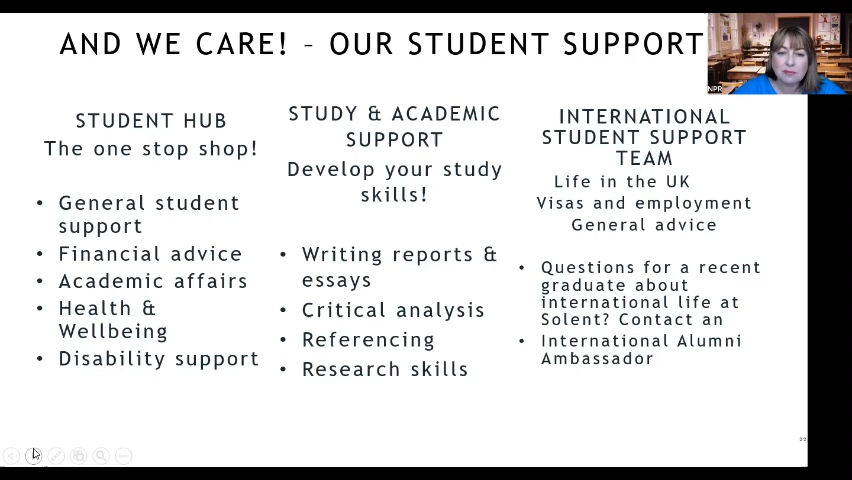 AND WE CARE! – OUR STUDENT SUPPORT
NPR
STUDENT HUB
The one stop shop!
• General student
support
• Financial advice
• Academic affairs
• Health &
Wellbeing
• Disability support
STUDY & ACADEMIC
SUPPORT
Develop your study
skills!
• Writing reports &
essays
• Critical analysis
• Referencing
• Research skills
INTERNATIONAL
STUDENT SUPPORT
TEAM
Life in the UK
Visas and employment
General advice
• Questions for a recent
graduate about
international life at
Solent? Contact an
• International Alumni
Ambassador
22